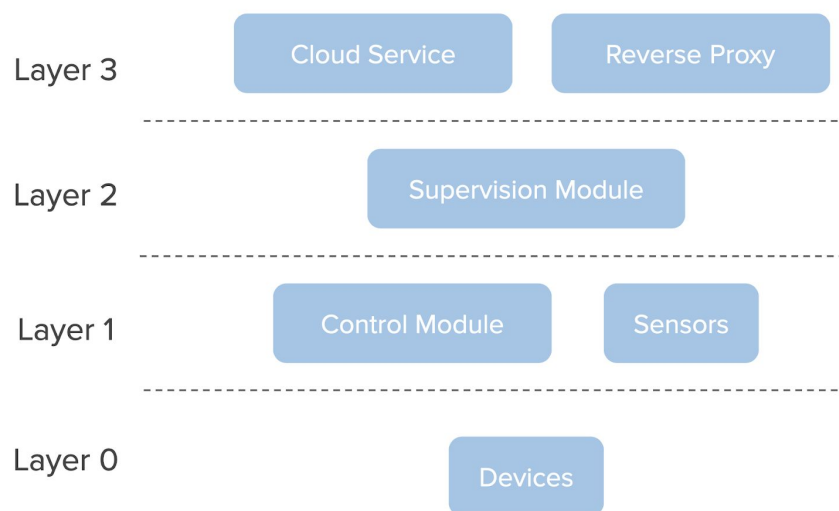 Layer 3
Cloud Service
Reverse Proxy
Layer 2
Supervision Module
Layer 1
Control Module
Sensors
Layer 0
Devices